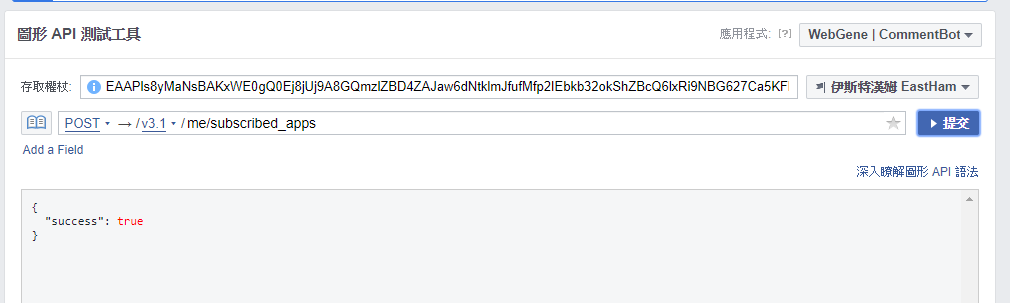 圖形 API 測試工具
應用程式: [?] WebGene | CommentBot
存取權杖: EAAPIs8yMaNsBAKxWE0gQ0Ej8jUj9A8GQmzlZBD4ZAJaw6dNtklmJfufMfp2IEbkb32okShZBcQ6lxRi9NBG627Ca5KF 伊斯特漢姆 EastHam
POST → / v3.1 / me/subscribed_apps 提交
Add a Field
深入瞭解圖形 API 語法
{
"success": true
}